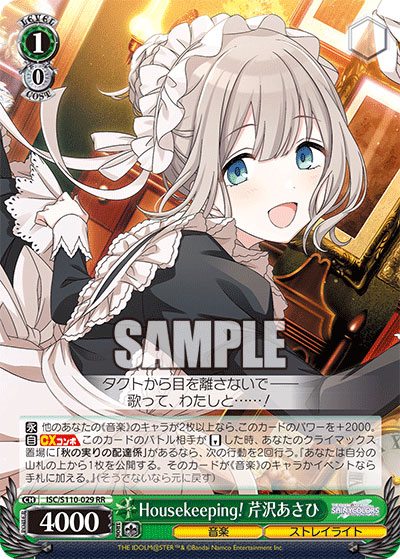 LEVEL
1
0
COST
SAMPLE
タクトから目を離さないで――
歌って、わたしと……!
永 他のあなたの《音楽》のキャラが2枚以上なら、このカードのパワーを+2000。
自 CXコンボ このカードのバトル相手が した時、あなたのクライマックス
置場に「秋の実りの配達係」があるなら、次の行動を2回行う。『あなたは自分の
山札の上から1枚を公開する。そのカードが《音楽》のキャラかイベントなら
手札に加える。』(そうでないなら元に戻す)
CH ISC/S110-029 RR
THE IDOLM@STER™ & ©Bandai Namco Entertainment Inc.
POWER 4000
SOUL
Housekeeping! 芹沢あさひ
SHINYCOLORS
音楽
ストレイライト